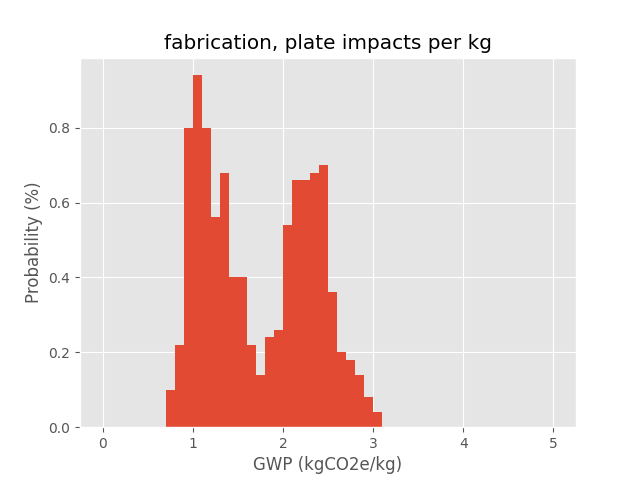 fabrication, plate impacts per kg
Probability (%)
0.8
0.6
0.4
0.2
0.0
0 1 2 3 4 5
GWP (kgCO2e/kg)